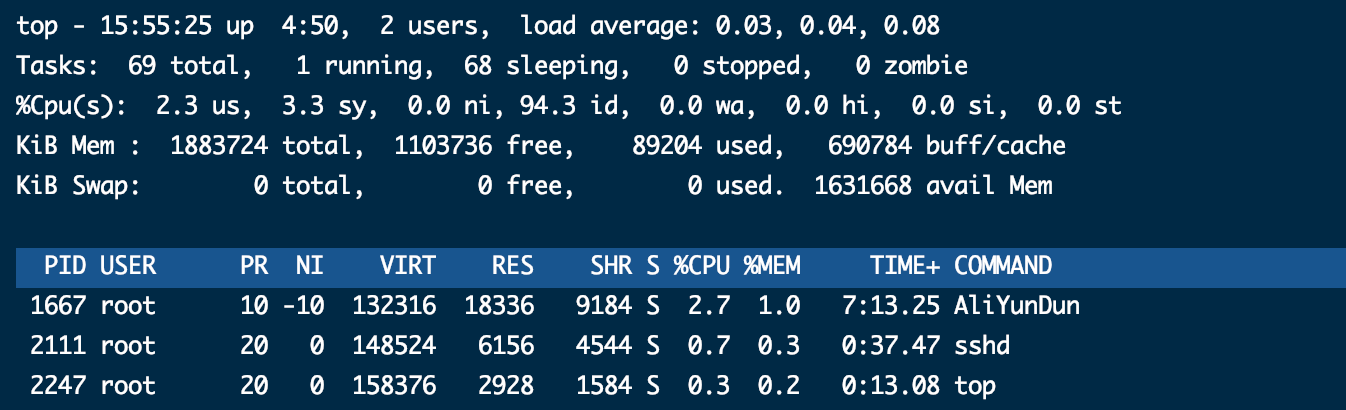 top - 15:55:25 up  4:50,  2 users,  load average: 0.03, 0.04, 0.08
Tasks:  69 total,   1 running,  68 sleeping,   0 stopped,   0 zombie
%Cpu(s):  2.3 us,  3.3 sy,  0.0 ni, 94.3 id,  0.0 wa,  0.0 hi,  0.0 si,  0.0 st
KiB Mem :  1883724 total,  1103736 free,    89204 used,   690784 buff/cache
KiB Swap:        0 total,        0 free,        0 used.  1631668 avail Mem
  PID USER      PR  NI    VIRT    RES    SHR S %CPU %MEM     TIME+ COMMAND
 1667 root      10 -10  132316  18336   9184 S  2.7  1.0   7:13.25 AliYunDun
 2111 root      20   0  148524   6156   4544 S  0.7  0.3   0:37.47 sshd
 2247 root      20   0  158376   2928   1584 S  0.3  0.2   0:13.08 top